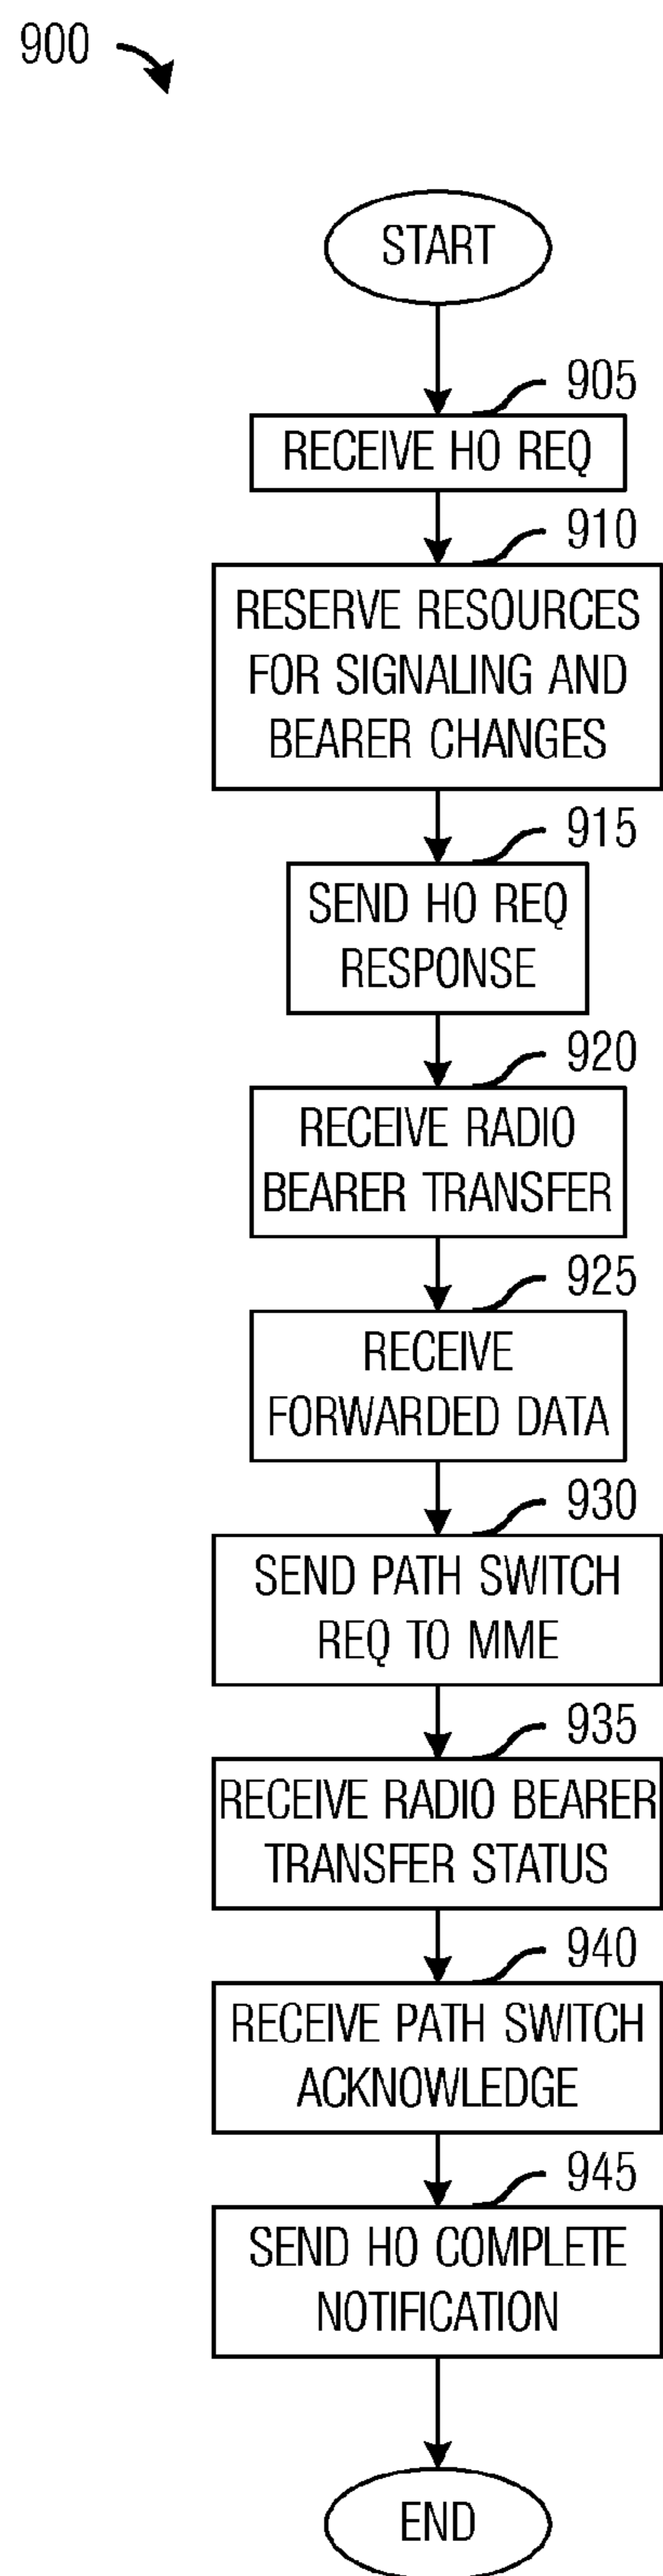 900
START
905
RECEIVE HO REQ
910
RESERVE RESOURCES
FOR SIGNALING AND
BEARER CHANGES
915
SEND HO REQ
RESPONSE
920
RECEIVE RADIO
BEARER TRANSFER
925
RECEIVE
FORWARDED DATA
930
SEND PATH SWITCH
REQ TO MME
935
RECEIVE RADIO BEARER
TRANSFER STATUS
940
RECEIVE PATH SWITCH
ACKNOWLEDGE
945
SEND HO COMPLETE
NOTIFICATION
END